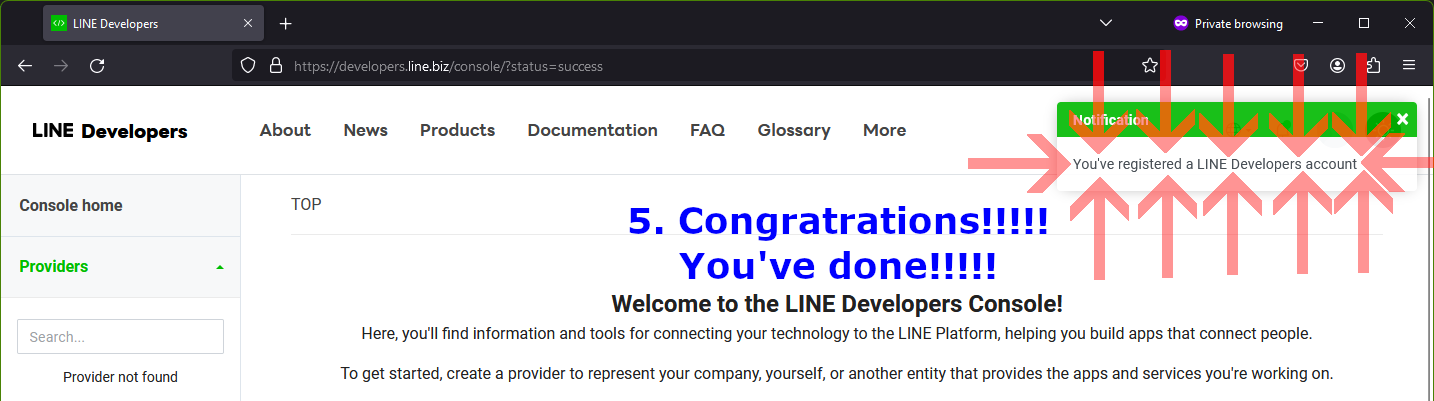 LINE Developers
Private browsing
https://developers.line.biz/console/?status=success
LINE Developers
About
News
Products
Documentation
FAQ
Glossary
More
Notification
You've registered a LINE Developers account
Console home
TOP
5. Congratrations!!!!!
You've done!!!!!
Providers
Welcome to the LINE Developers Console!
Here, you'll find information and tools for connecting your technology to the LINE Platform, helping you build apps that connect people.
Search...
Provider not found
To get started, create a provider to represent your company, yourself, or another entity that provides the apps and services you're working on.